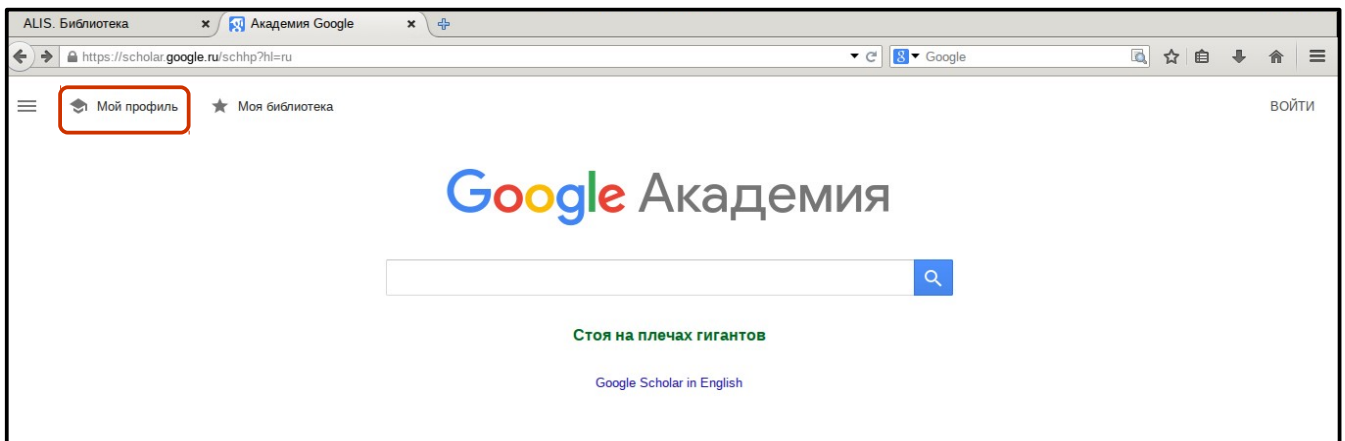 ALIS. Библиотека Академия Google
https://scholar.google.ru/schhp?hl=ru Google
Мой профиль Моя библиотека ВОЙТИ
Google Академия
Стоя на плечах гигантов
Google Scholar in English